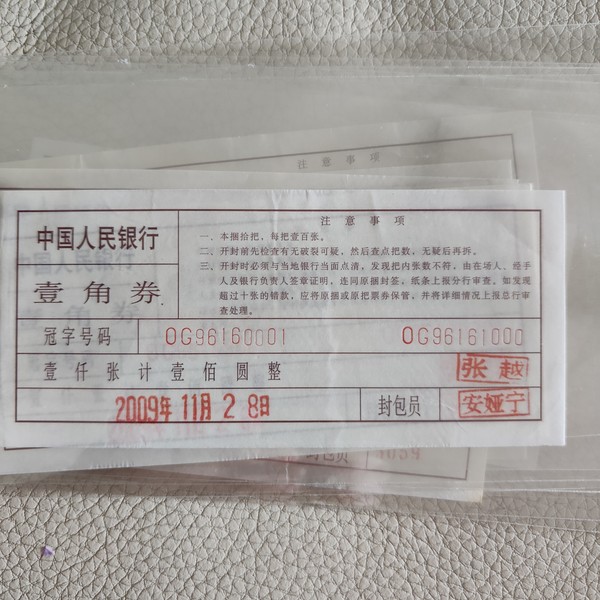 注意事项
中国人民银行
壹角券
注意事项
一、本捆拾把，每把壹百张。
二、开封前先检查有无破裂可疑，然后查点把数，无疑后再拆。
三、开封时必须与当地银行当面点清，发现把内张数不符，由在场人、经手
人及银行负责人签章证明，连同原捆封签，纸条上报分行审查。如发现
超过十张的错款，应将原捆或原把票券保管，并将详细情况上报总行审
查处理。
冠字号码 OG96160001 OG96161000
壹仟张计壹佰圆整 张越
2009年11月28日 封包员 安娅宁
封包员